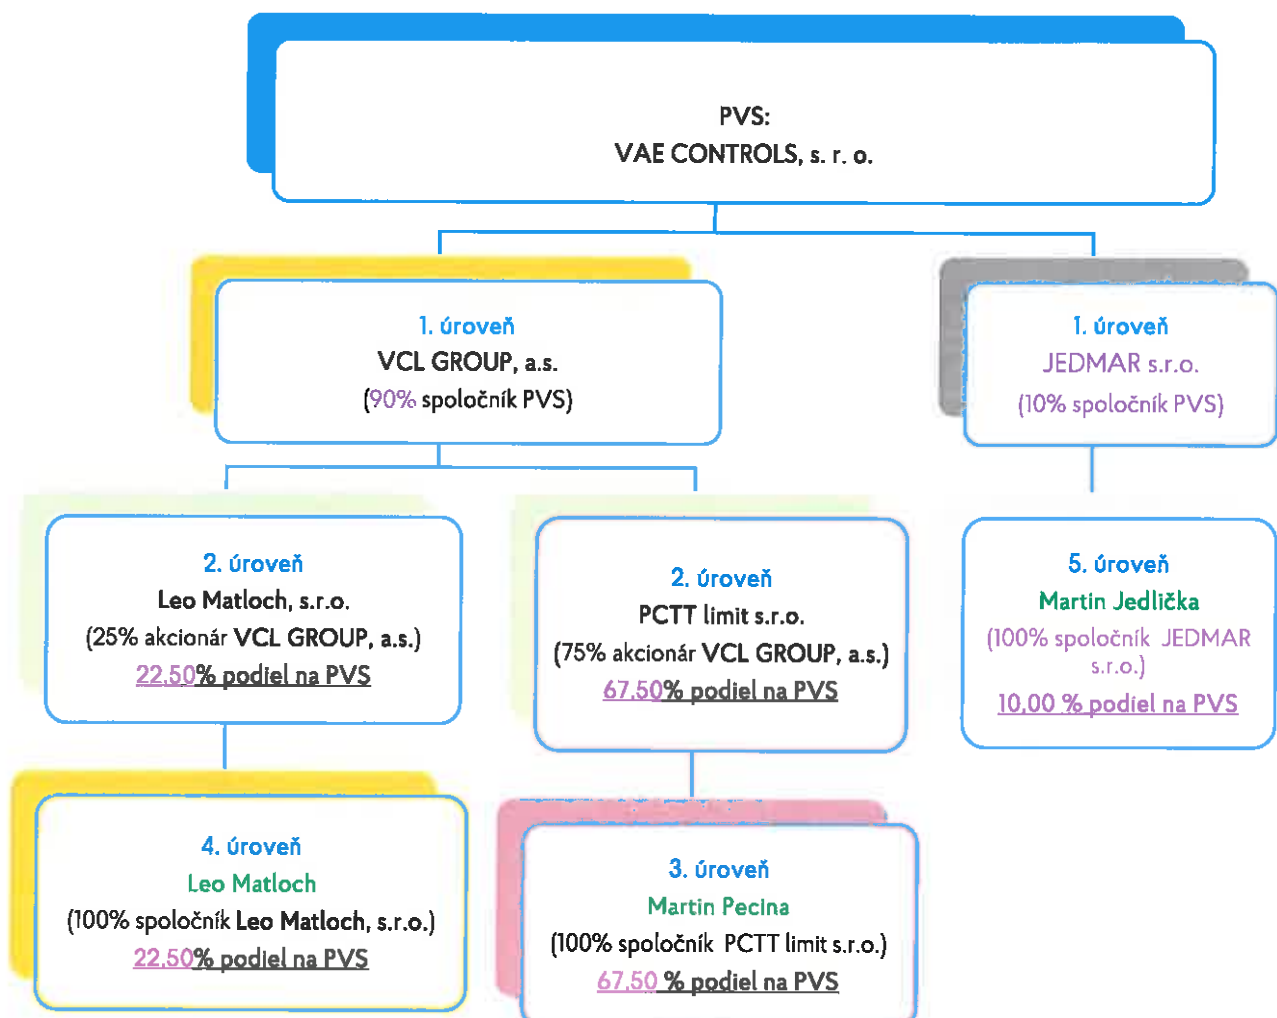 PVS:
VAE CONTROLS, s. r. o.
1. úroveň
VCL GROUP, a.s.
(90% spoločník PVS)
1. úroveň
JEDMAR s.r.o.
(10% spoločník PVS)
2. úroveň
Leo Matloch, s.r.o.
(25% akcionár VCL GROUP, a.s.)
22,50% podiel na PVS
2. úroveň
PCTT limit s.r.o.
(75% akcionár VCL GROUP, a.s.)
67,50% podiel na PVS
5. úroveň
Martin Jedlička
(100% spoločník JEDMAR
s.r.o.)
10,00 % podiel na PVS
4. úroveň
Leo Matloch
(100% spoločník Leo Matloch, s.r.o.)
22,50% podiel na PVS
3. úroveň
Martin Pecina
(100% spoločník PCTT limit s.r.o.)
67,50 % podiel na PVS